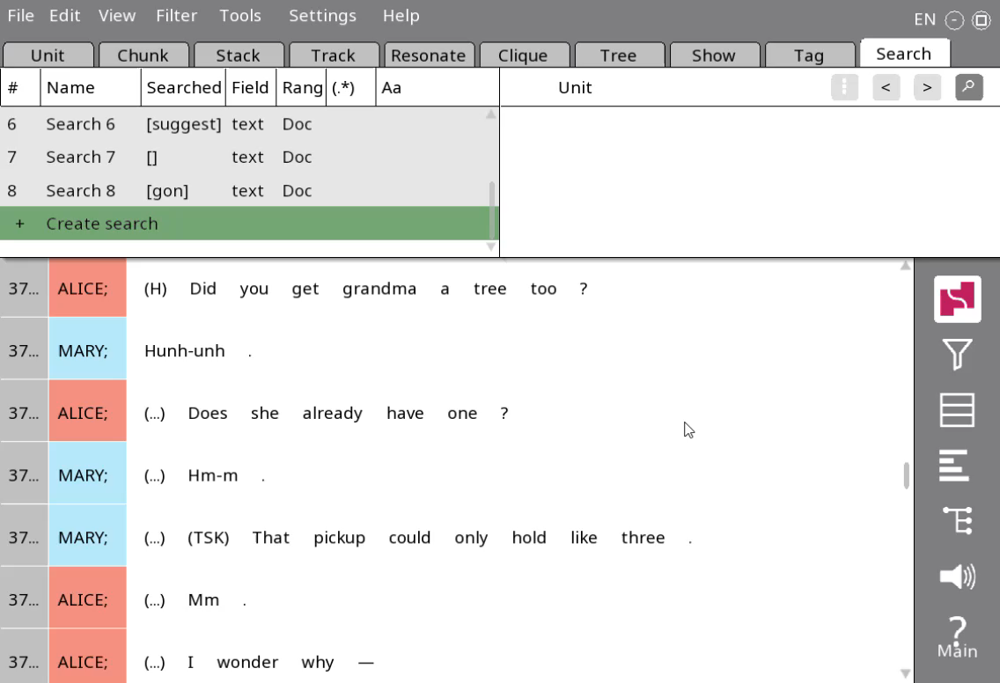 File Edit View Filter Tools Settings Help EN
Unit Chunk Stack Track Resonate Clique Tree Show Tag Search
# Name Searched Field Rang (.*) Aa Unit < >
6 Search 6 [suggest] text Doc
7 Search 7 [] text Doc
8 Search 8 [gon] text Doc
+ Create search
37... ALICE; (H) Did you get grandma a tree too ?
37... MARY; Hunh-unh .
37... ALICE; (...) Does she already have one ?
37... MARY; (...) Hm-m .
37... MARY; (...) (TSK) That pickup could only hold like three .
37... ALICE; (...) Mm .
37... ALICE; (...) I wonder why —
?
Main